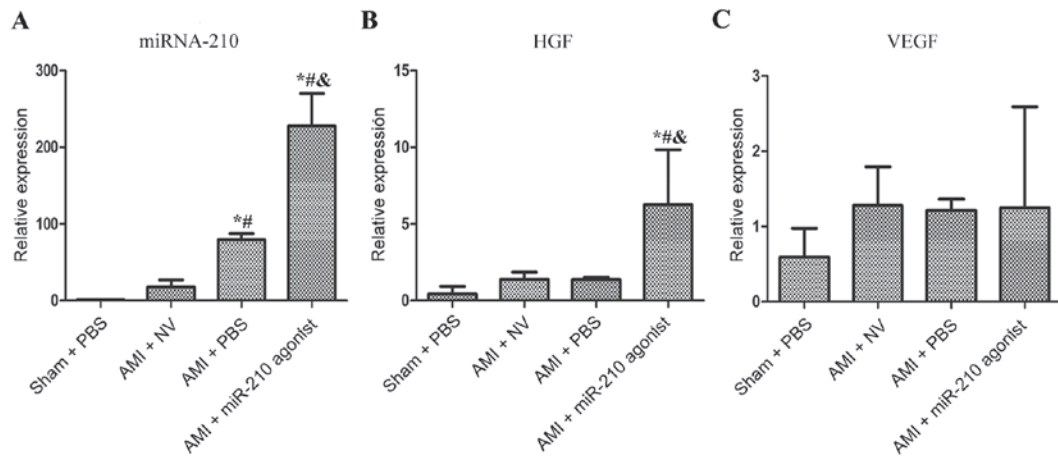 A
miRNA-210
Relative expression
300
200
100
0
*#
*#&
Sham + PBS
AMI + NV
AMI + PBS
AMI + miR-210 agonist
B
HGF
Relative expression
15
10
5
0
*#&
Sham + PBS
AMI + NV
AMI + PBS
AMI + miR-210 agonist
C
VEGF
Relative expression
3
2
1
0
Sham + PBS
AMI + NV
AMI + PBS
AMI + miR-210 agonist